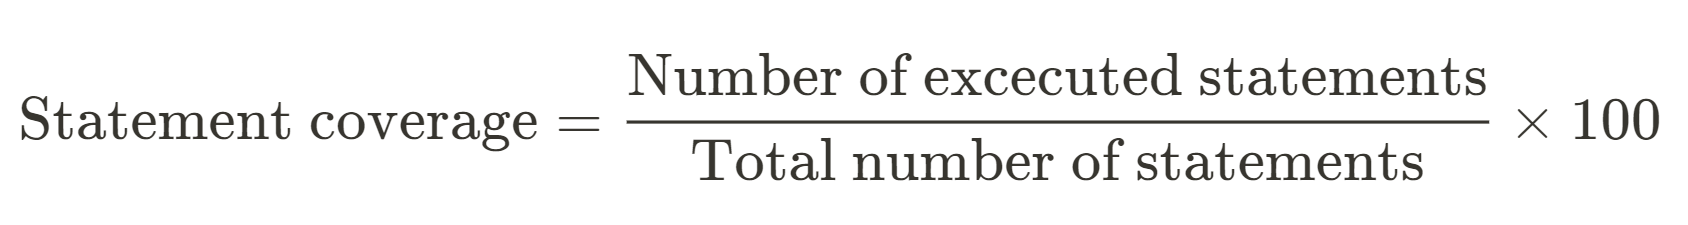 Statement coverage = Number of excecuted statements / Total number of statements × 100